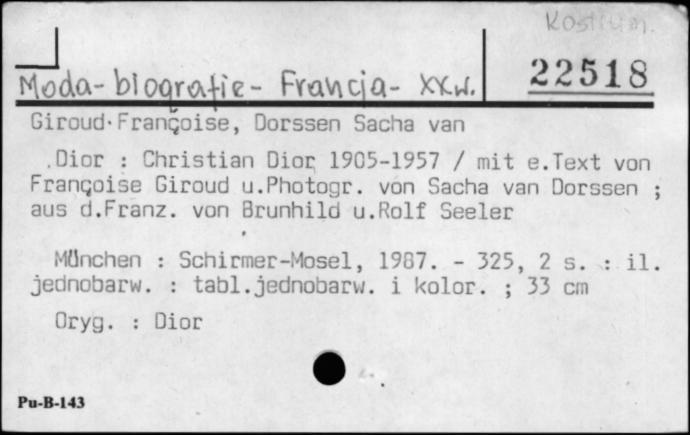 Kostium.
22518
Moda-biografie- Francja- XXw.
Giroud Françoise, Dorssen Sacha van
Dior : Christian Dior 1905-1957 / mit e.Text von
Françoise Giroud u.Photogr. von Sacha van Dorssen ;
aus d.Franz. von Brunhild u.Rolf Seeler
München : Schirmer-Mosel, 1987. - 325, 2 s. : il.
jednobarw. : tabl.jednobarw. i kolor. ; 33 cm
Oryg. : Dior
Pu-B-143